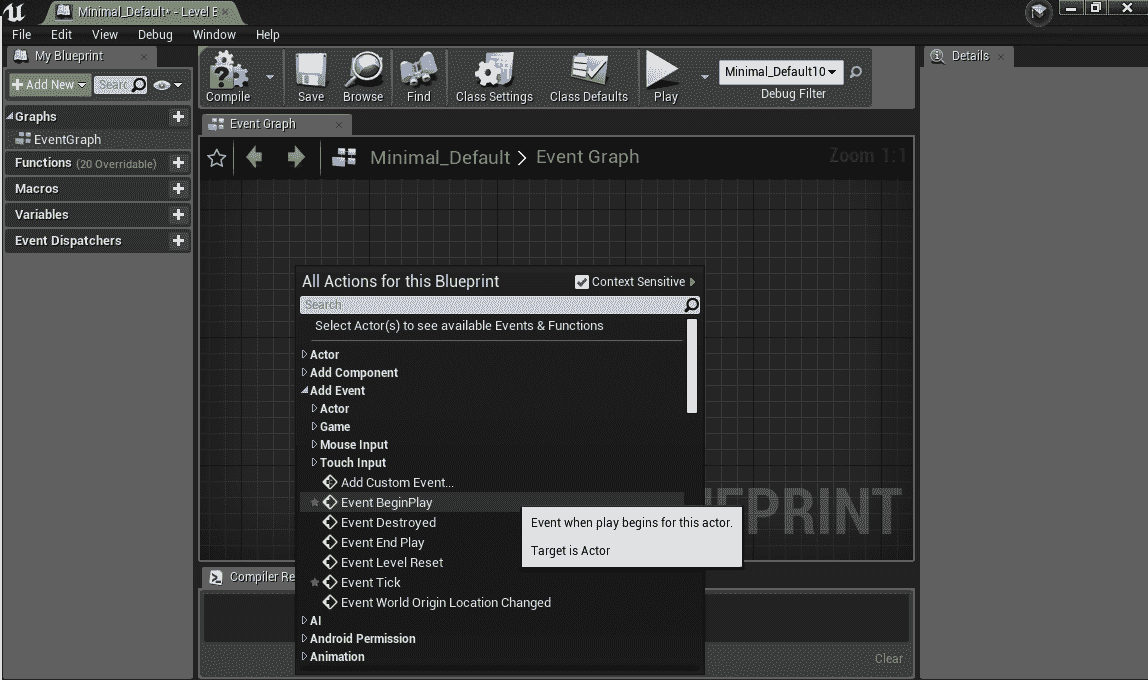 Minimal_Default* - Level B
File Edit View Debug Window Help
My Blueprint
Add New
Searc
Graphs
EventGraph
Functions (20 Overridable)
Macros
Variables
Event Dispatchers
Compile
Save
Browse
Find
Class Settings
Class Defaults
Play
Minimal_Default10
Debug Filter
Event Graph
Minimal_Default > Event Graph
Zoom 1:1
All Actions for this Blueprint
Context Sensitive
Search
Select Actor(s) to see available Events & Functions
Actor
Add Component
Add Event
Actor
Game
Mouse Input
Touch Input
Add Custom Event...
Event BeginPlay
Event Destroyed
Event End Play
Event Level Reset
Event Tick
Event World Origin Location Changed
AI
Android Permission
Animation
Event when play begins for this actor.
Target is Actor
EPRINT
Compiler Re
Clear
Details